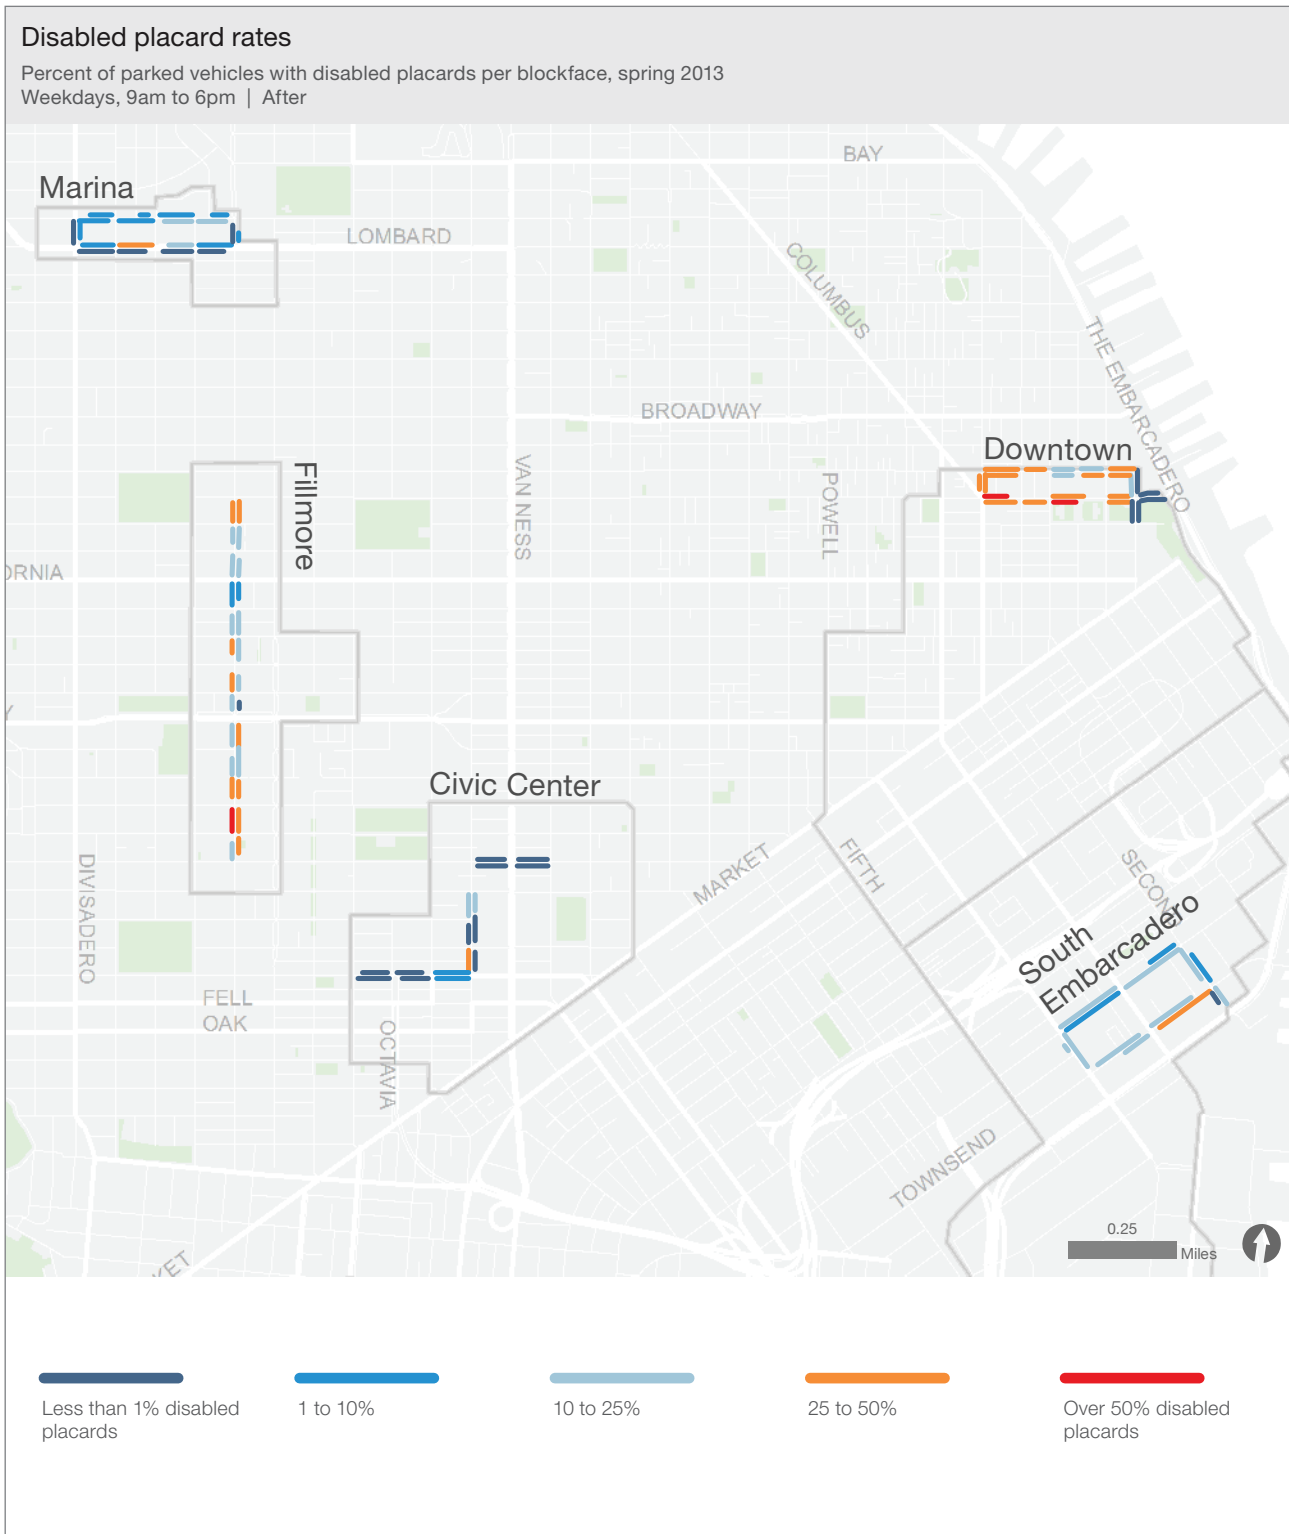 Disabled placard rates
Percent of parked vehicles with disabled placards per blockface, spring 2013
Weekdays, 9am to 6pm | After
BAY
Marina
LOMBARD
COLUMBUS
THE EMBARCADERO
BROADWAY
Downtown
Fillmore
VAN NESS
POWELL
ORNIA
Y
Civic Center
MARKET
FIFTH
DIVISADERO
SECOND
South
Embarcadero
FELL
OAK
OCTAVIA
TOWNSEND
0.25
Miles
KET
Less than 1% disabled
placards
1 to 10%
10 to 25%
25 to 50%
Over 50% disabled
placards